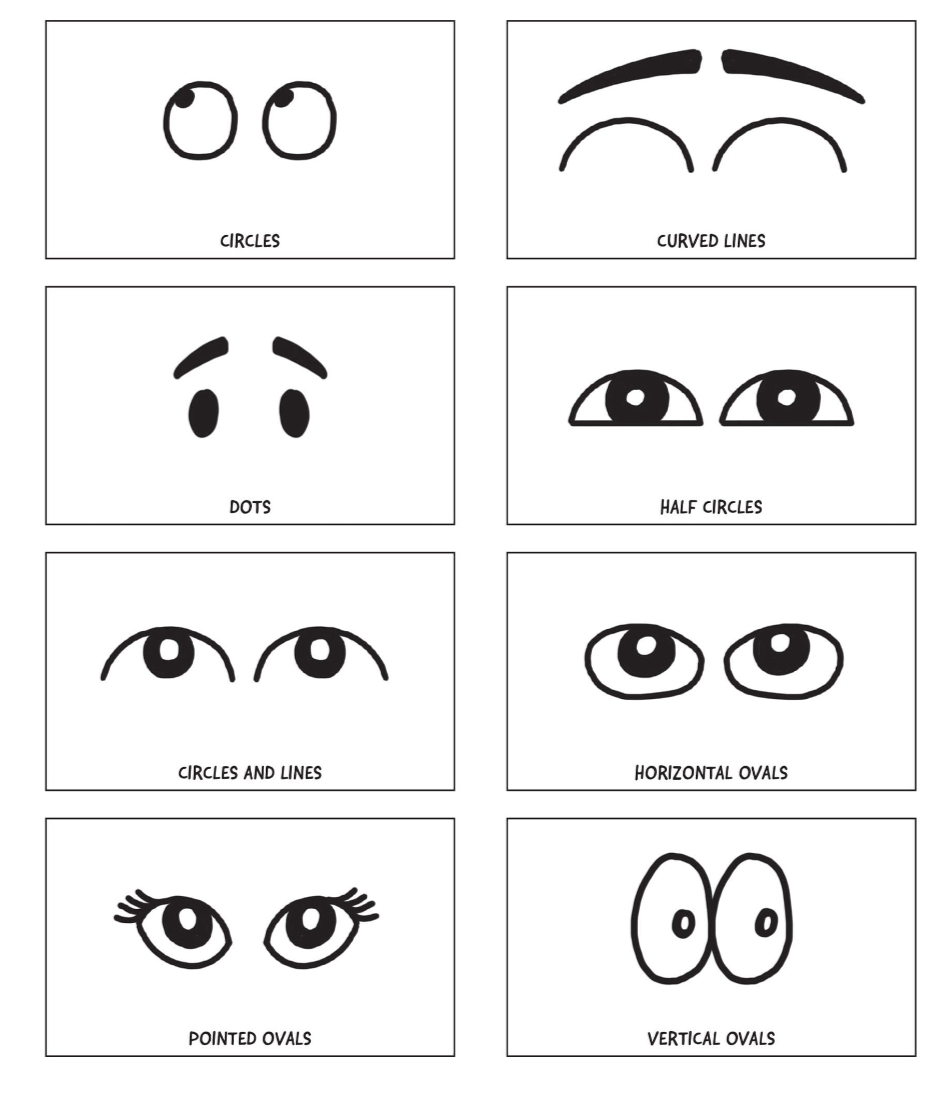 CIRCLES
CURVED LINES
DOTS
HALF CIRCLES
CIRCLES AND LINES
HORIZONTAL OVALS
POINTED OVALS
VERTICAL OVALS